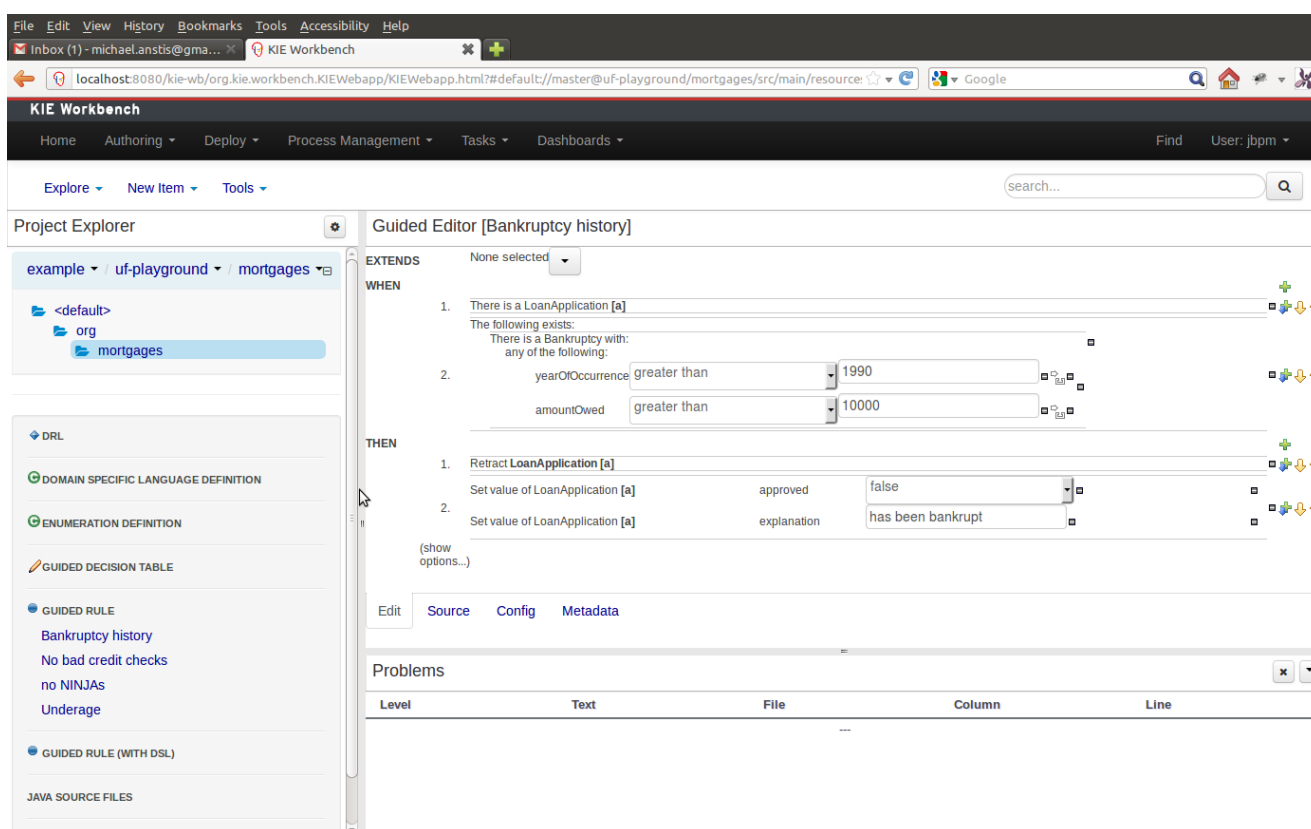 File Edit View History Bookmarks Tools Accessibility Help
Inbox (1) - michael.anstis@gma... KIE Workbench
localhost:8080/kie-wb/org.kie.workbench.KIEWebapp/KIEWebapp.html?#default://master@uf-playground/mortgages/src/main/resource Google
KIE Workbench
Home Authoring Deploy Process Management Tasks Dashboards Find User: jbpm
Explore New Item Tools search...
Project Explorer
example / uf-playground / mortgages
<default>
org
mortgages
DRL
DOMAIN SPECIFIC LANGUAGE DEFINITION
ENUMERATION DEFINITION
GUIDED DECISION TABLE
GUIDED RULE
Bankruptcy history
No bad credit checks
no NINJAs
Underage
GUIDED RULE (WITH DSL)
JAVA SOURCE FILES
Guided Editor [Bankruptcy history]
EXTENDS None selected
WHEN
1. There is a LoanApplication [a]
The following exists:
There is a Bankruptcy with:
any of the following:
2. yearOfOccurrence greater than 1990
amountOwed greater than 10000
THEN
1. Retract LoanApplication [a]
Set value of LoanApplication [a] approved false
2.
Set value of LoanApplication [a] explanation has been bankrupt
(show
options...)
Edit Source Config Metadata
Problems
Level Text File Column Line
---